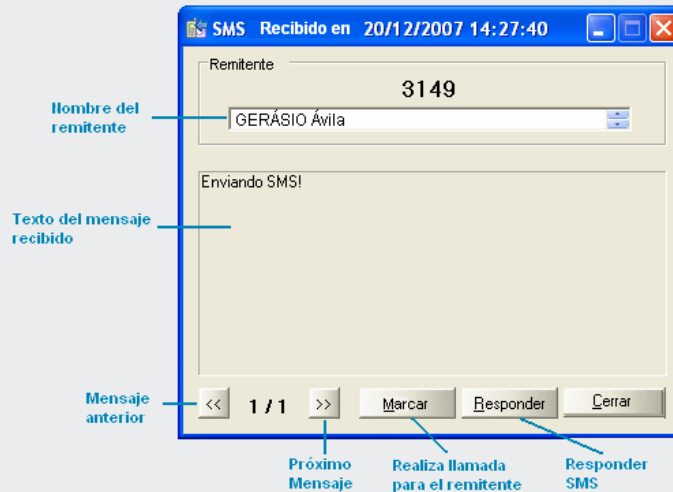 SMS Recibido en 20/12/2007 14:27:40
Remitente
3149
Nombre del
remitente
GERÁSIO Ávila
Enviando SMS!
Texto del mensaje
recibido
Mensaje
anterior
<< 1 / 1 >> Marcar Responder Cerrar
Próximo
Mensaje
Realiza llamada
para el remitente
Responder
SMS